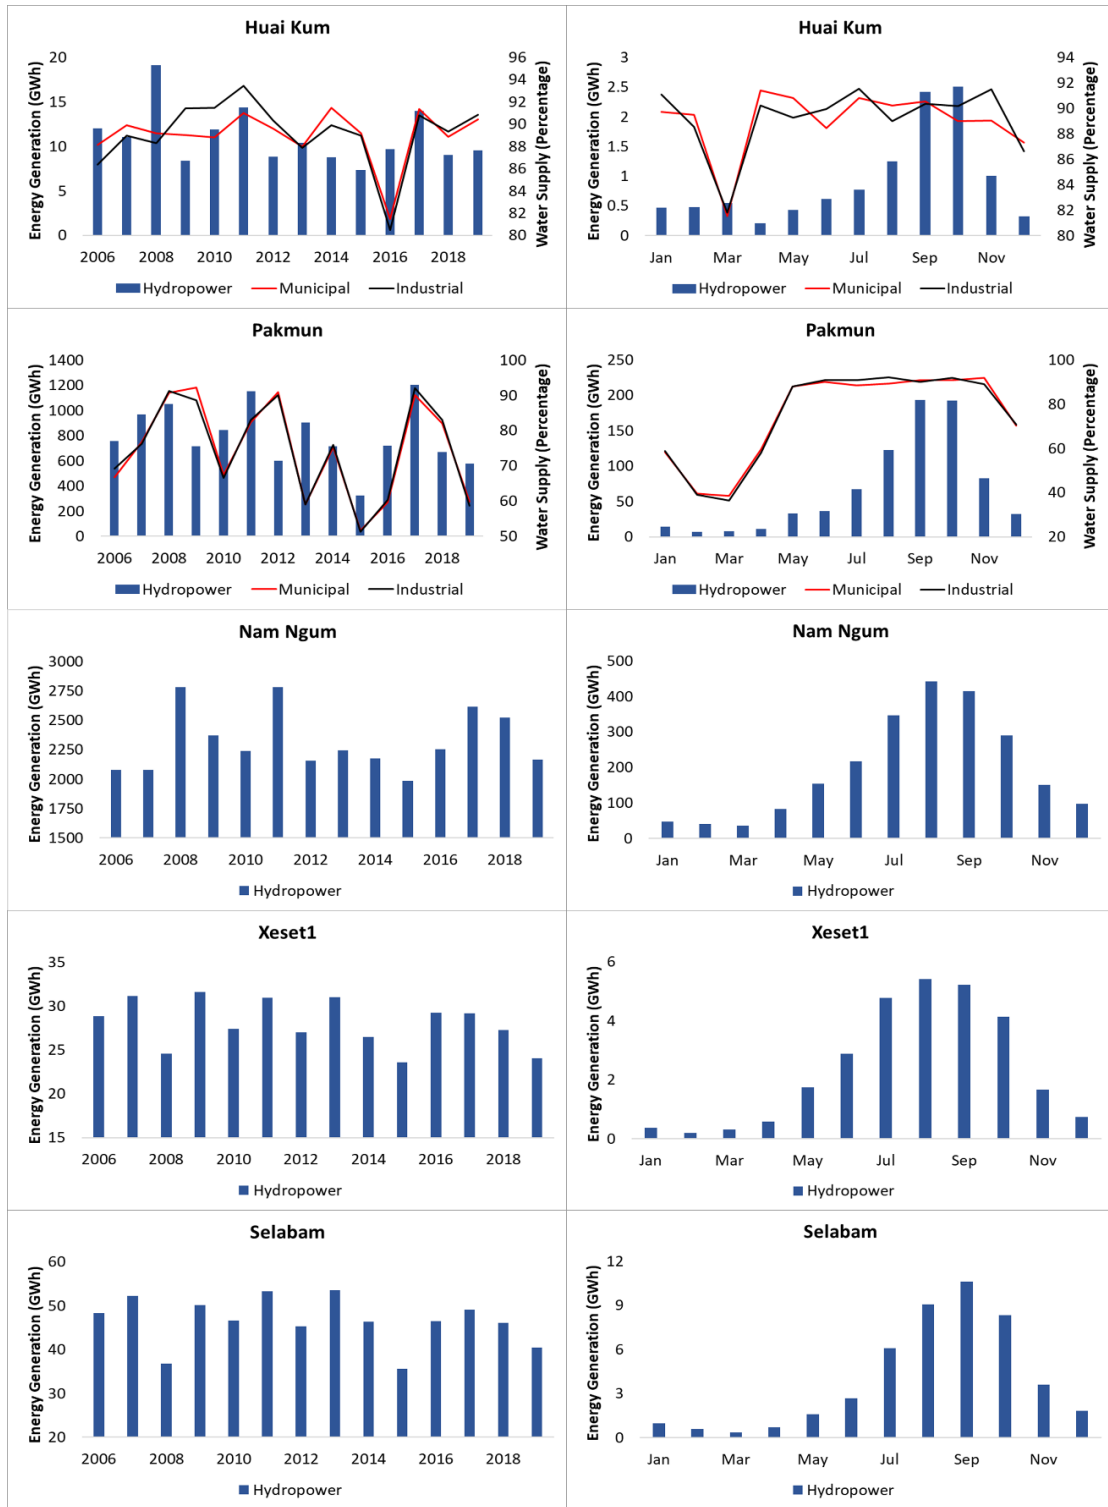 Huai Kum
Energy Generation (GWh)
20
15
10
5
0
96
94
92
90
88
86
84
82
80
Water Supply (Percentage)
2006 2008 2010 2012 2014 2016 2018
Hydropower Municipal Industrial
Huai Kum
Energy Generation (GWh)
3
2.5
2
1.5
1
0.5
0
94
92
90
88
86
84
82
80
Water Supply (Percentage)
Jan Mar May Jul Sep Nov
Hydropower Municipal Industrial
Pakmun
Energy Generation (GWh)
1400
1200
1000
800
600
400
200
0
100
90
80
70
60
50
Water Supply (Percentage)
2006 2008 2010 2012 2014 2016 2018
Hydropower Municipal Industrial
Pakmun
Energy Generation (GWh)
250
200
150
100
50
0
100
80
60
40
20
Water Supply (Percentage)
Jan Mar May Jul Sep Nov
Hydropower Municipal Industrial
Nam Ngum
Energy Generation (GWh)
3000
2750
2500
2250
2000
1750
1500
2006 2008 2010 2012 2014 2016 2018
Hydropower
Nam Ngum
Energy Generation (GWh)
500
400
300
200
100
0
Jan Mar May Jul Sep Nov
Hydropower
Xeset1
Energy Generation (GWh)
35
30
25
20
15
2006 2008 2010 2012 2014 2016 2018
Hydropower
Xeset1
Energy Generation (GWh)
6
4
2
0
Jan Mar May Jul Sep Nov
Hydropower
Selabam
Energy Generation (GWh)
60
50
40
30
20
2006 2008 2010 2012 2014 2016 2018
Hydropower
Selabam
Energy Generation (GWh)
12
9
6
3
0
Jan Mar May Jul Sep Nov
Hydropower